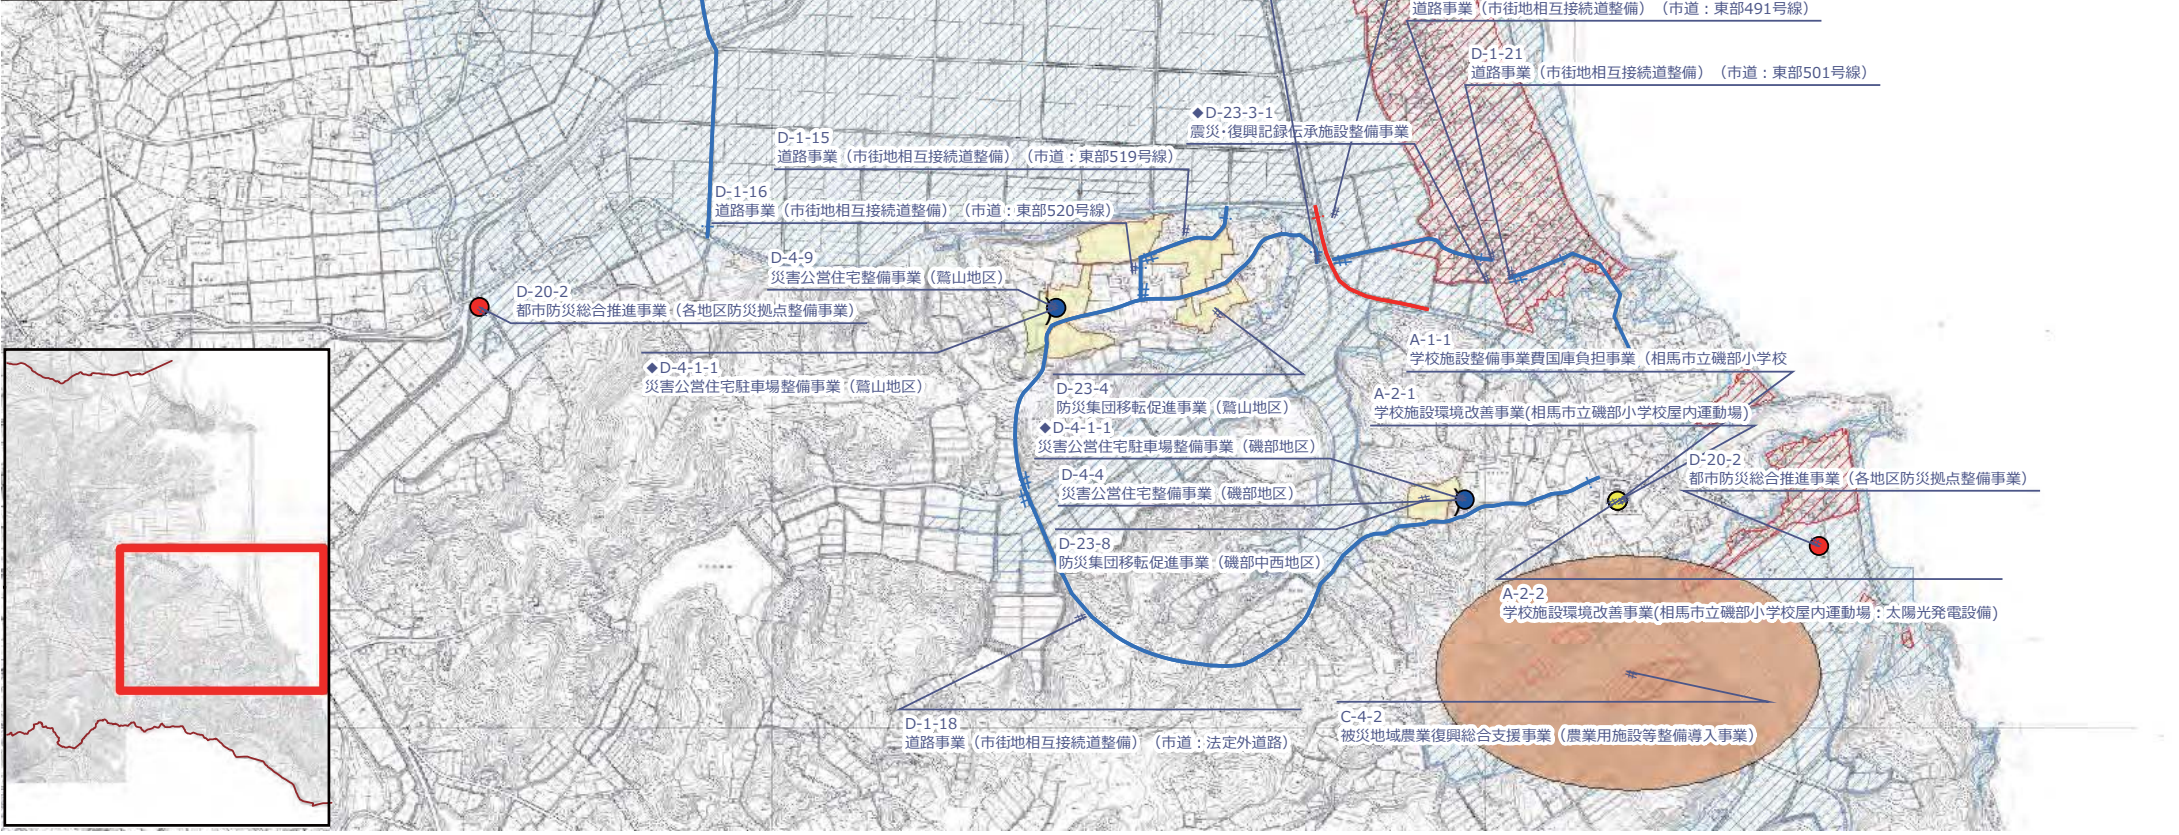 道路事業（市街地相互接続道整備）（市道：東部491号線）
D-1-21
道路事業（市街地相互接続道整備）（市道：東部501号線）
◆D-23-3-1
震災・復興記録伝承施設整備事業
D-1-15
道路事業（市街地相互接続道整備）（市道：東部519号線）
D-1-16
道路事業（市街地相互接続道整備）（市道：東部520号線）
D-4-9
災害公営住宅整備事業（鷲山地区）
D-20-2
都市防災総合推進事業（各地区防災拠点整備事業）
◆D-4-1-1
災害公営住宅駐車場整備事業（鷲山地区）
D-23-4
防災集団移転促進事業（鷲山地区）
A-1-1
学校施設整備事業費国庫負担事業（相馬市立磯部小学校
A-2-1
学校施設環境改善事業(相馬市立磯部小学校屋内運動場)
◆D-4-1-1
災害公営住宅駐車場整備事業（磯部地区）
D-4-4
災害公営住宅整備事業（磯部地区）
D-20-2
都市防災総合推進事業（各地区防災拠点整備事業）
D-23-8
防災集団移転促進事業（磯部中西地区）
A-2-2
学校施設環境改善事業(相馬市立磯部小学校屋内運動場：太陽光発電設備)
D-1-18
道路事業（市街地相互接続道整備）（市道：法定外道路）
C-4-2
被災地域農業復興総合支援事業（農業用施設等整備導入事業）